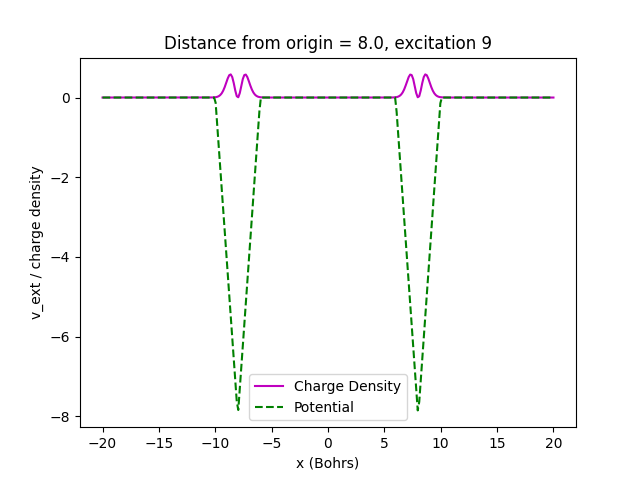 Distance from origin = 8.0, excitation 9
v_ext / charge density
0
−2
−4
−6
−8
Charge Density
Potential
−20 −15 −10 −5 0 5 10 15 20
x (Bohrs)